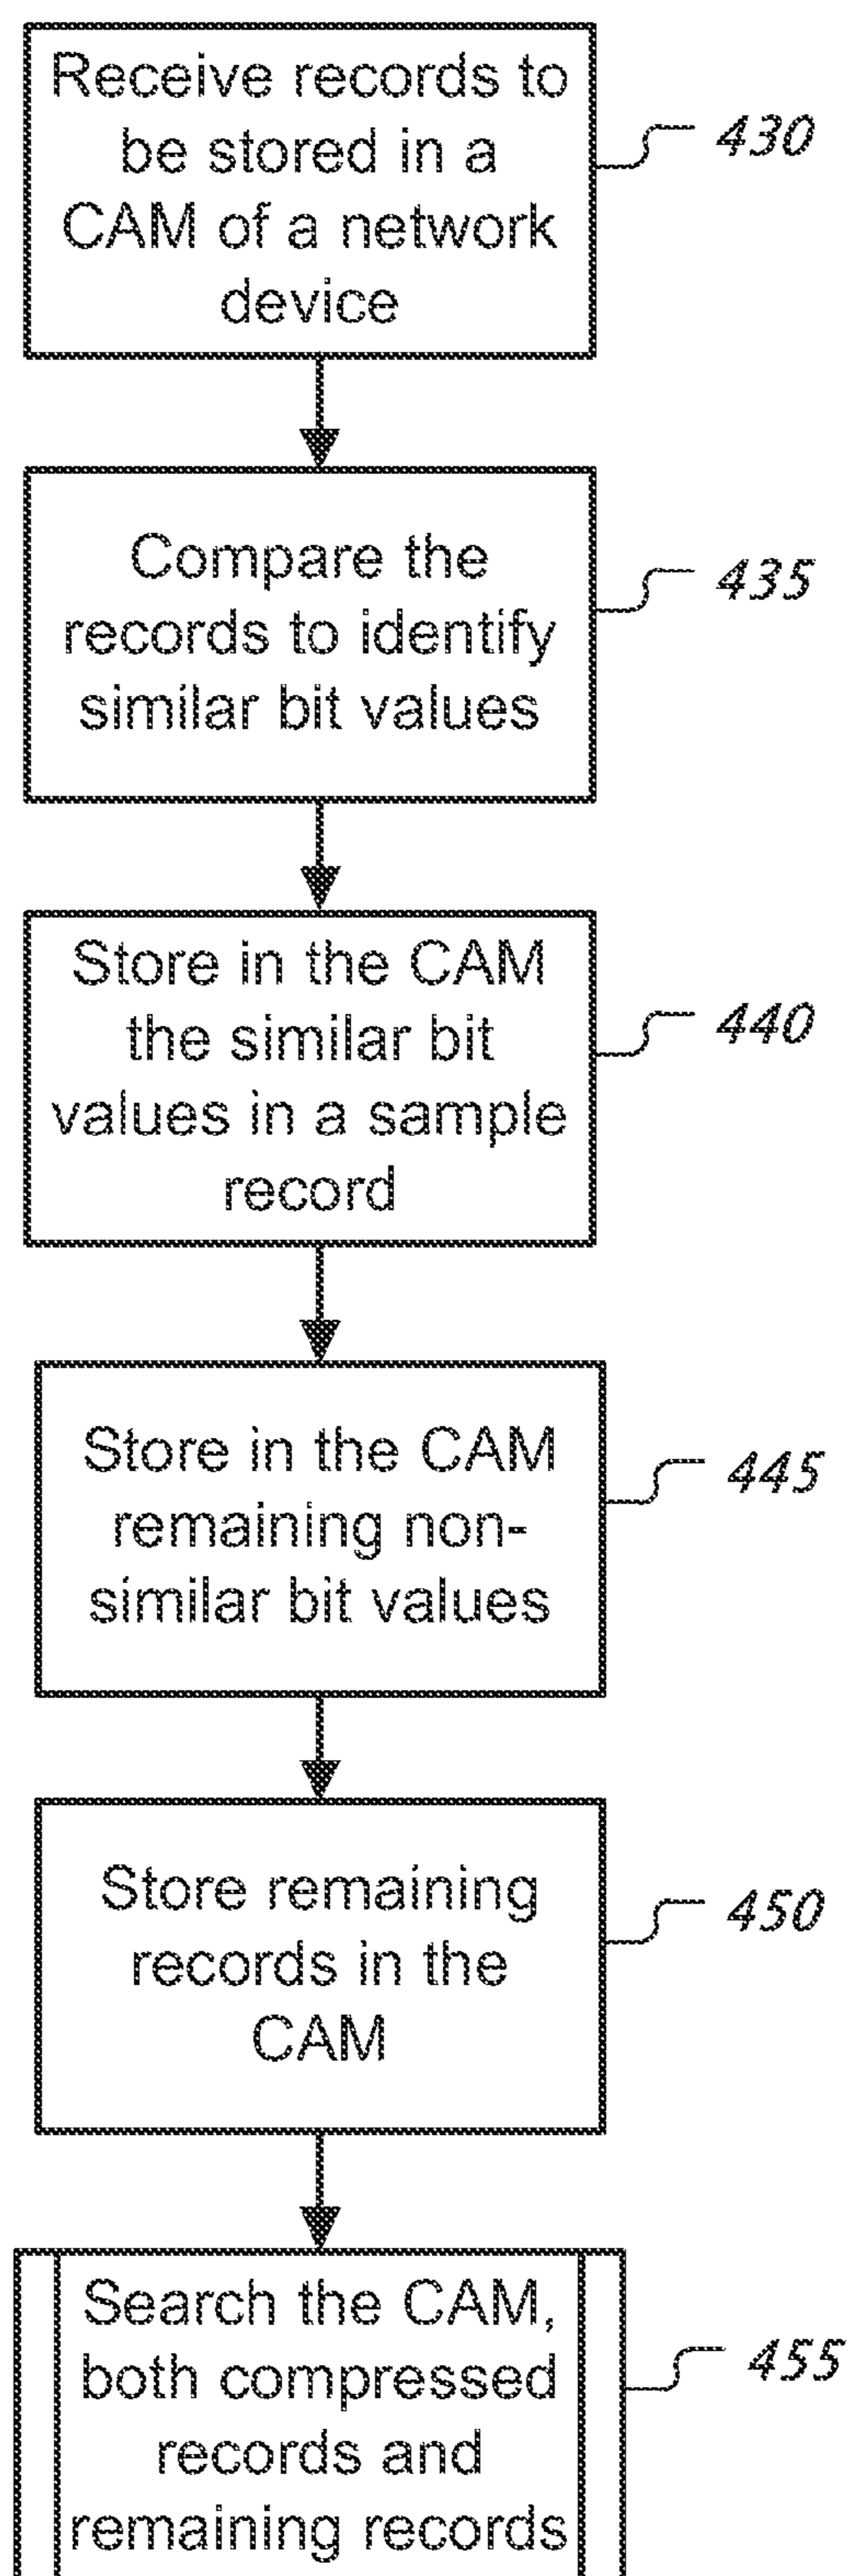 Receive records to
be stored in a
CAM of a network
device
430
Compare the
records to identify
similar bit values
435
Store in the CAM
the similar bit
values in a sample
record
440
Store in the CAM
remaining non-
similar bit values
445
Store remaining
records in the
CAM
450
Search the CAM,
both compressed
records and
remaining records
455